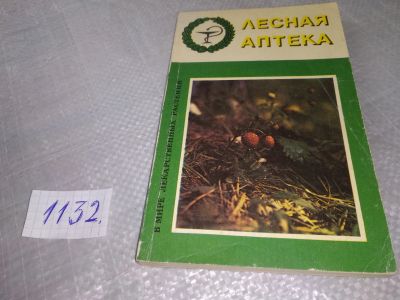 ЛЕСНАЯ
АПТЕКА
В МИРЕ ЛЕКАРСТВЕННЫХ РАСТЕНИЙ
1132.